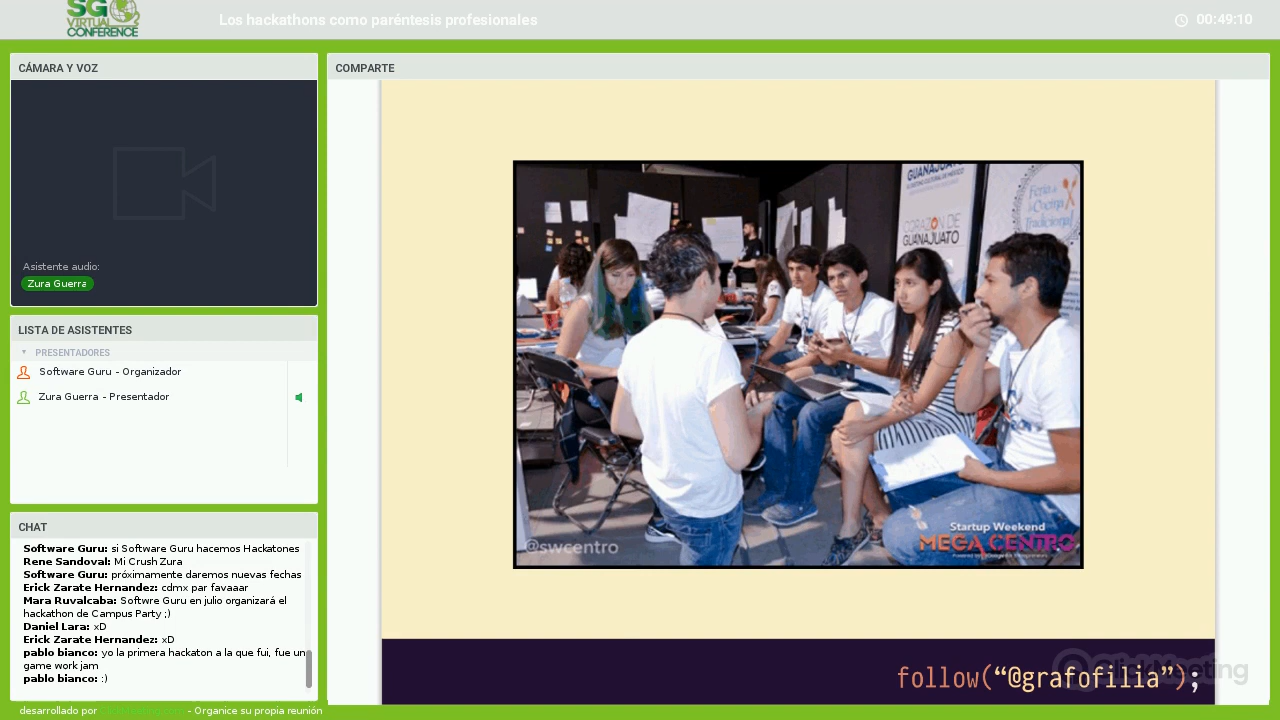 SG
VIRTUAL
CONFERENCE
Los hackathons como paréntesis profesionales
00:49:10
CÁMARA Y VOZ
Asistente audio:
Zura Guerra
LISTA DE ASISTENTES
PRESENTADORES
Software Guru - Organizador
Zura Guerra - Presentador
CHAT
Software Guru: si Software Guru hacemos Hackatones
Rene Sandoval: Mi Crush Zura
Software Guru: próximamente daremos nuevas fechas
Erick Zarate Hernandez: cdmx par favaaar
Mara Ruvalcaba: Softwre Guru en julio organizará el
hackathon de Campus Party ;)
Daniel Lara: xD
Erick Zarate Hernandez: xD
pablo bianco: yo la primera hackaton a la que fui, fue un
game work jam
pablo bianco: :)
desarrollado por
- Organice su propia reunión
COMPARTE
GUANAJUATO
CORAZON DE
GUANAJUATO
Feria de
la Cocina
Tradicional
@swcentro
Startup Weekend
MEGA CENTRO
follow("@grafofilia");
ClickMeeting